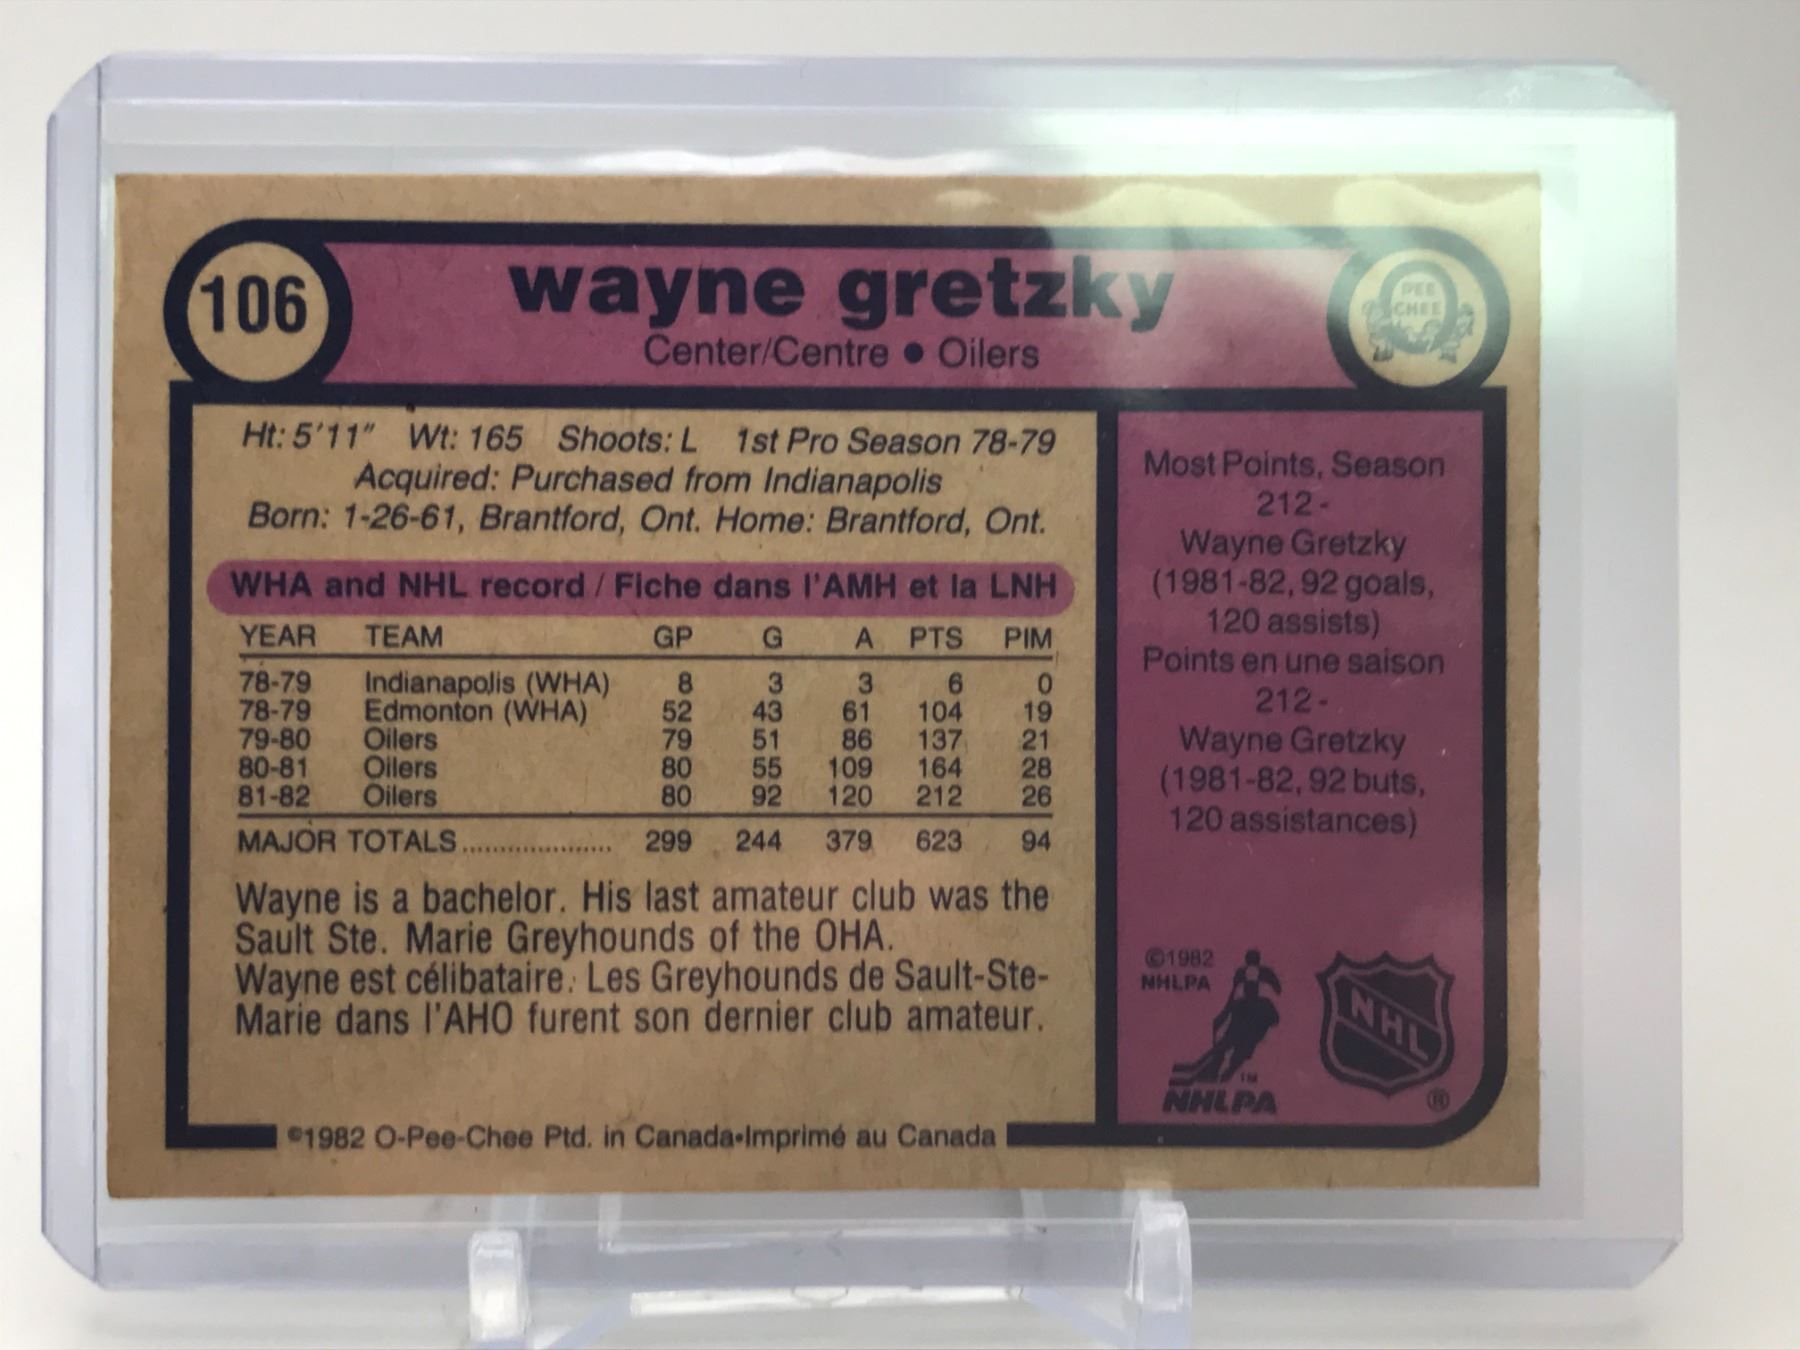 106
wayne gretzky
Center/Centre • Oilers
PEE
CHEE
Ht: 5'11" Wt: 165 Shoots: L 1st Pro Season 78-79
Acquired: Purchased from Indianapolis
Born: 1-26-61, Brantford, Ont. Home: Brantford, Ont.
WHA and NHL record / Fiche dans l'AMH et la LNH
YEAR TEAM GP G A PTS PIM
78-79 Indianapolis (WHA) 8 3 3 6 0
78-79 Edmonton (WHA) 52 43 61 104 19
79-80 Oilers 79 51 86 137 21
80-81 Oilers 80 55 109 164 28
81-82 Oilers 80 92 120 212 26
MAJOR TOTALS..................... 299 244 379 623 94
Wayne is a bachelor. His last amateur club was the
Sault Ste. Marie Greyhounds of the OHA.
Wayne est célibataire. Les Greyhounds de Sault-Ste-
Marie dans l'AHO furent son dernier club amateur.
©1982 O-Pee-Chee Ptd. in Canada•Imprimé au Canada
Most Points, Season
212 -
Wayne Gretzky
(1981-82, 92 goals,
120 assists)
Points en une saison
212 -
Wayne Gretzky
(1981-82, 92 buts,
120 assistances)
©1982
NHLPA
TM
NHLPA
NHL
®